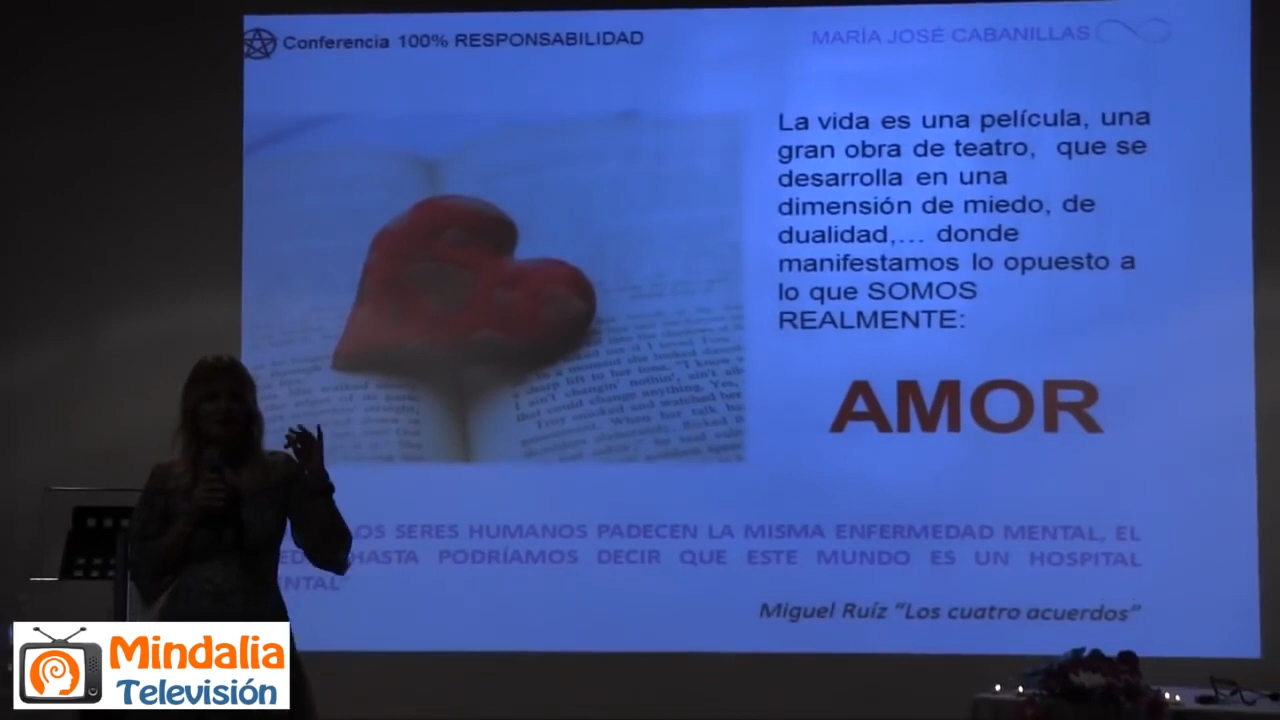 Conferencia 100% RESPONSABILIDAD
MARÍA JOSÉ CABANILLAS
La vida es una película, una
gran obra de teatro, que se
desarrolla en una
dimensión de miedo, de
dualidad,... donde
manifestamos lo opuesto a
lo que SOMOS
REALMENTE:
AMOR
OS SERES HUMANOS PADECEN LA MISMA ENFERMEDAD MENTAL, EL
HASTA PODRÍAMOS DECIR QUE ESTE MUNDO ES UN HOSPITAL
NTAL"
Miguel Ruíz "Los cuatro acuerdos"
Mindalia
Televisión